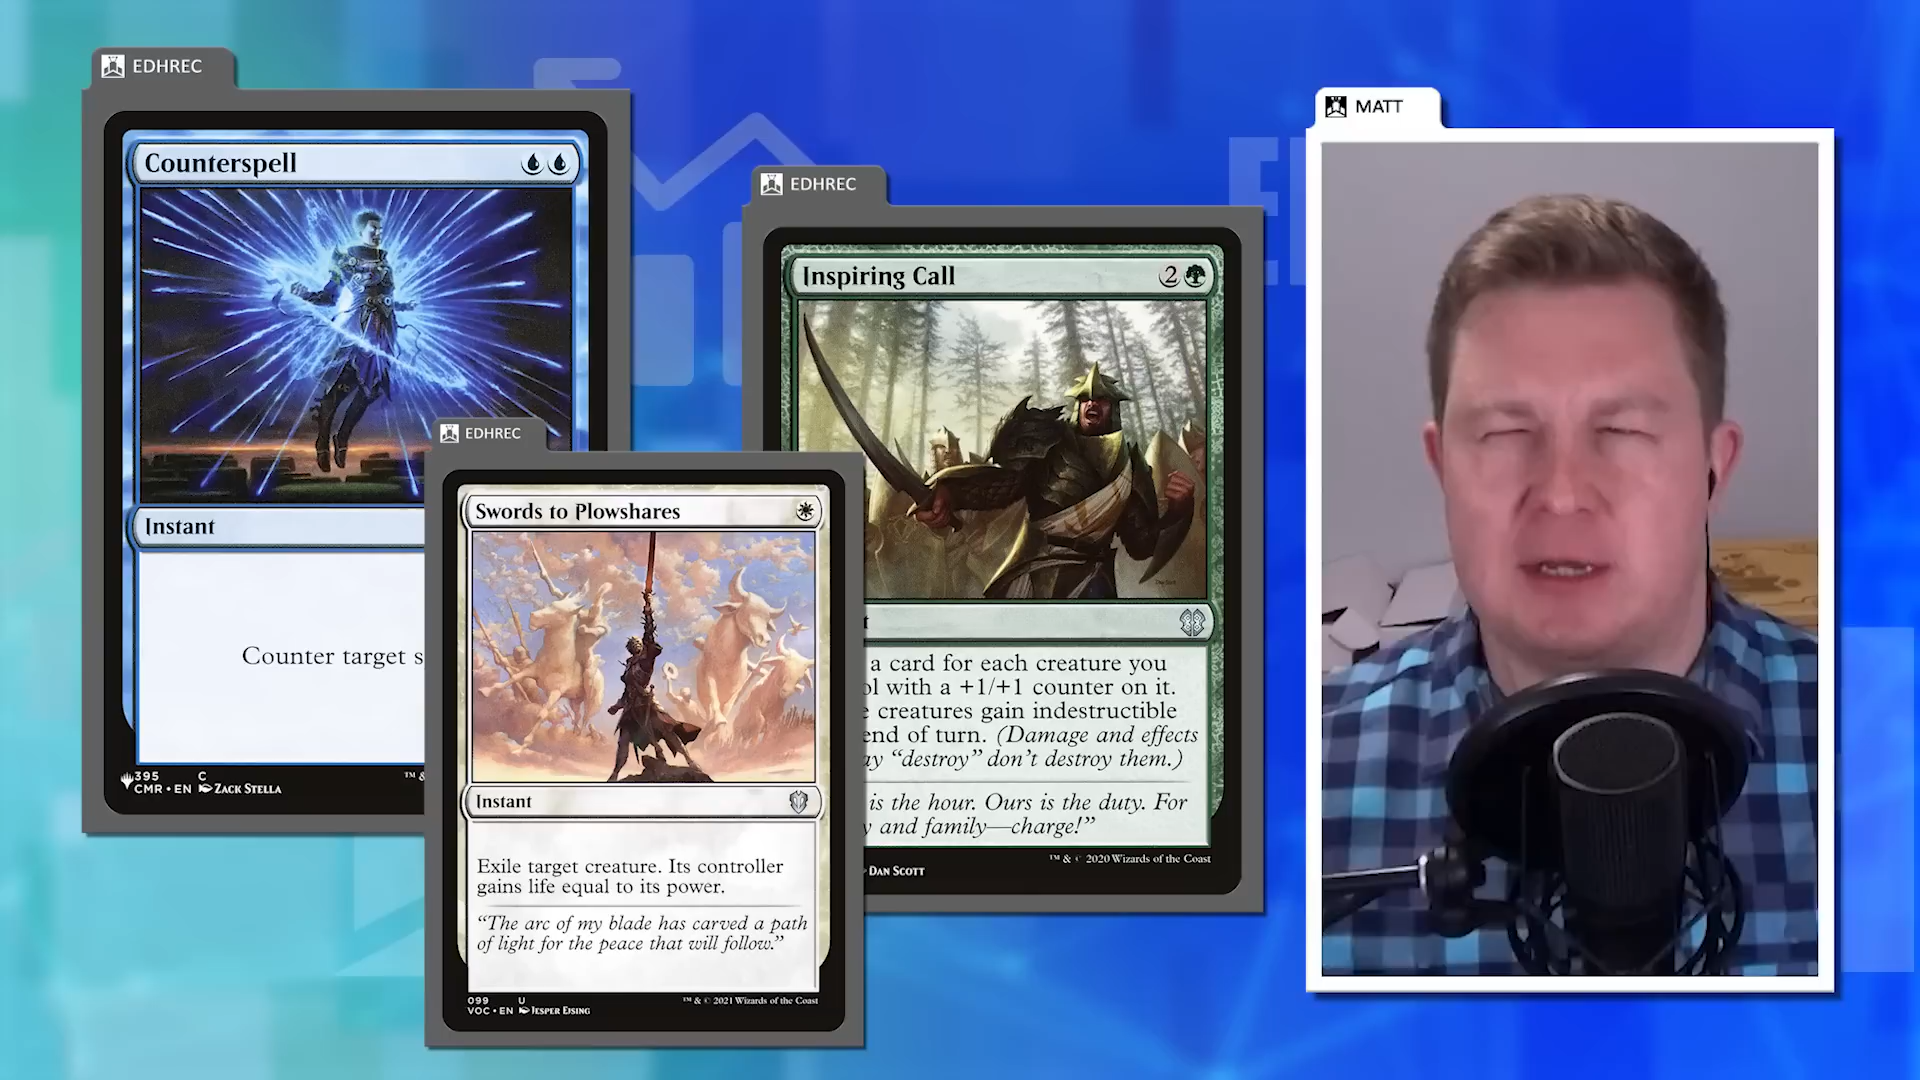 EDHREC
Counterspell
Instant
Counter target s
395 C
CMR • EN ZACK STELLA
™ &
EDHREC
Swords to Plowshares
Instant
Exile target creature. Its controller
gains life equal to its power.
“The arc of my blade has carved a path
of light for the peace that will follow.”
099 U
VOC • EN JESPER EJSING
™ & © 2021 Wizards of the Coast
EDHREC
Inspiring Call
2
t
a card for each creature you
ol with a +1/+1 counter on it.
e creatures gain indestructible
end of turn. (Damage and effects
ay “destroy” don’t destroy them.)
is the hour. Ours is the duty. For
y and family—charge!”
™ & © 2020 Wizards of the Coast
DAN SCOTT
MATT